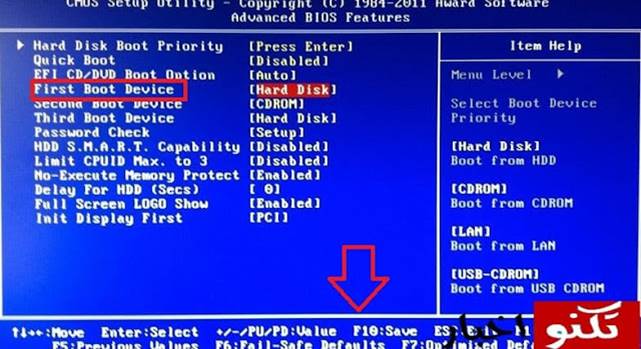 CMOS Setup Utility - Copyright (C) 1984-2011 Award Software
Advanced BIOS Features
Hard Disk Boot Priority [Press Enter]
Quick Boot [Disabled]
EFI CD/DVD Boot Option [Auto]
First Boot Device [Hard Disk]
Second Boot Device [CDROM]
Third Boot Device [Hard Disk]
Password Check [Setup]
HDD S.M.A.R.T. Capability [Disabled]
Limit CPUID Max. to 3 [Disabled]
No-Execute Memory Protect [Enabled]
Delay For HDD (Secs) [ 0]
Full Screen LOGO Show [Enabled]
Init Display First [PCI]
Item Help
Menu Level
Select Boot Device
Priority
[Hard Disk]
Boot from HDD
[CDROM]
Boot from CDROM
[LAN]
Boot from LAN
[USB-CDROM]
Boot from USB CDROM
↑↓→←:Move Enter:Select +/-/PU/PD:Value F10:Save
F5:Previous Values F6:Fail-Safe Defaults F7:Optimised
تکنو اخبار